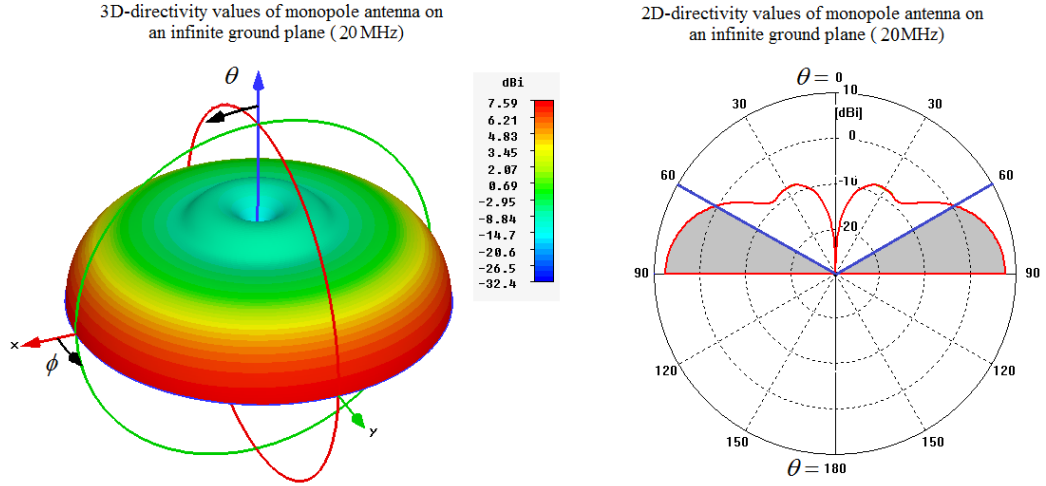 3D-directivity values of monopole antenna on
an infinite ground plane ( 20 MHz)
θ
x
ϕ
y
dBi
7.59
6.21
4.83
3.45
2.07
0.69
-2.95
-8.84
-14.7
-20.6
-26.5
-32.4
2D-directivity values of monopole antenna on
an infinite ground plane ( 20MHz)
θ = 0
10
[dBi]
30
30
0
60
60
-10
-20
90
90
120
120
150
150
θ = 180